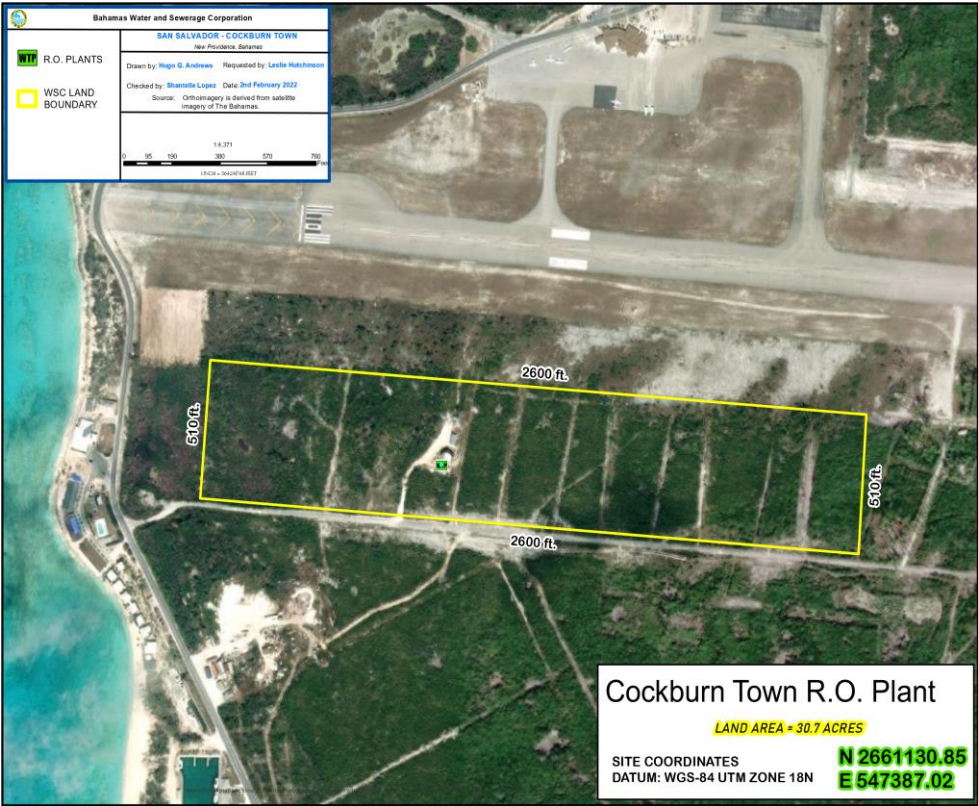 Bahamas Water and Sewerage Corporation
WTP R.O. PLANTS
WSC LAND
BOUNDARY
SAN SALVADOR - COCKBURN TOWN
New Providence, Bahamas
Drawn by: Hugo G. Andrews Requested by: Leslie Hutchinson
Checked by: Shantelle Lopez Date: 2nd February 2022
Source: Orthoimagery is derived from satellite
imagery of The Bahamas.
1:4,371
0 95 190 380 570 760
Feet
2600 ft.
510 ft.
510 ft.
2600 ft.
Cockburn Town R.O. Plant
LAND AREA = 30.7 ACRES
SITE COORDINATES
DATUM: WGS-84 UTM ZONE 18N
N 2661130.85
E 547387.02